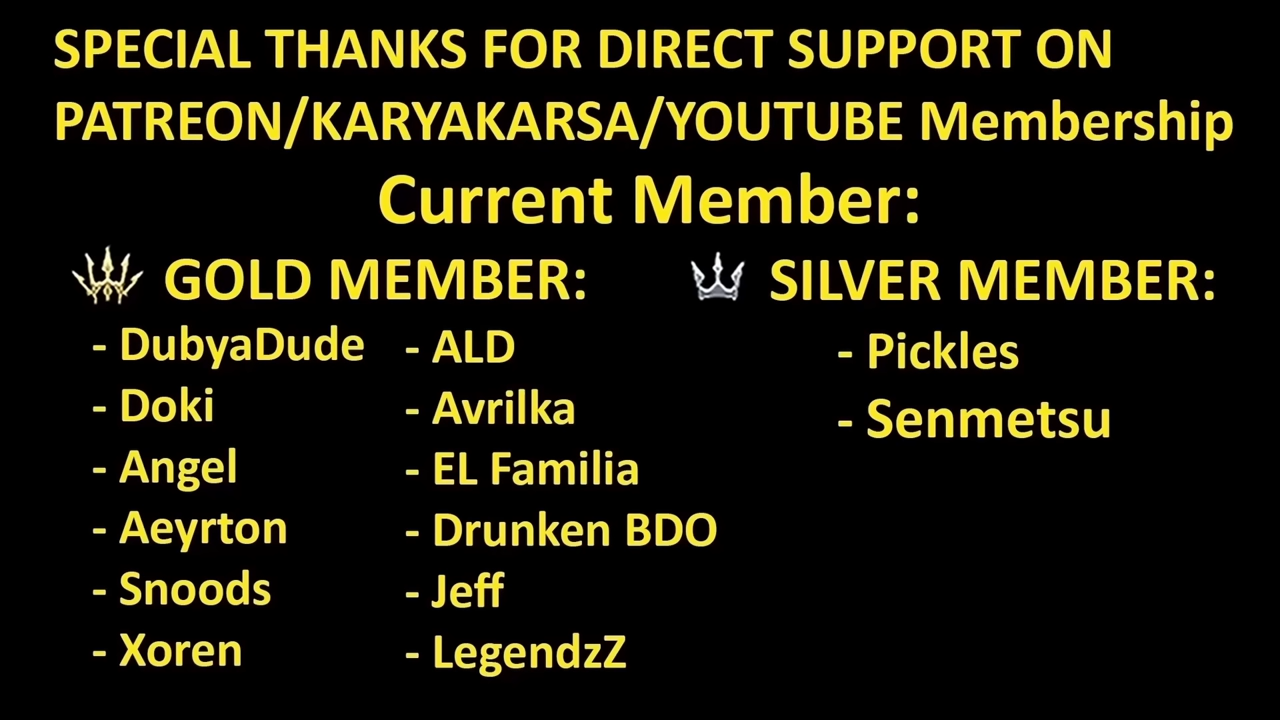 SPECIAL THANKS FOR DIRECT SUPPORT ON
PATREON/KARYAKARSA/YOUTUBE Membership
Current Member:
GOLD MEMBER:
- DubyaDude
- Doki
- Angel
- Aeyrton
- Snoods
- Xoren
- ALD
- Avrilka
- EL Familia
- Drunken BDO
- Jeff
- LegendzZ
SILVER MEMBER:
- Pickles
- Senmetsu